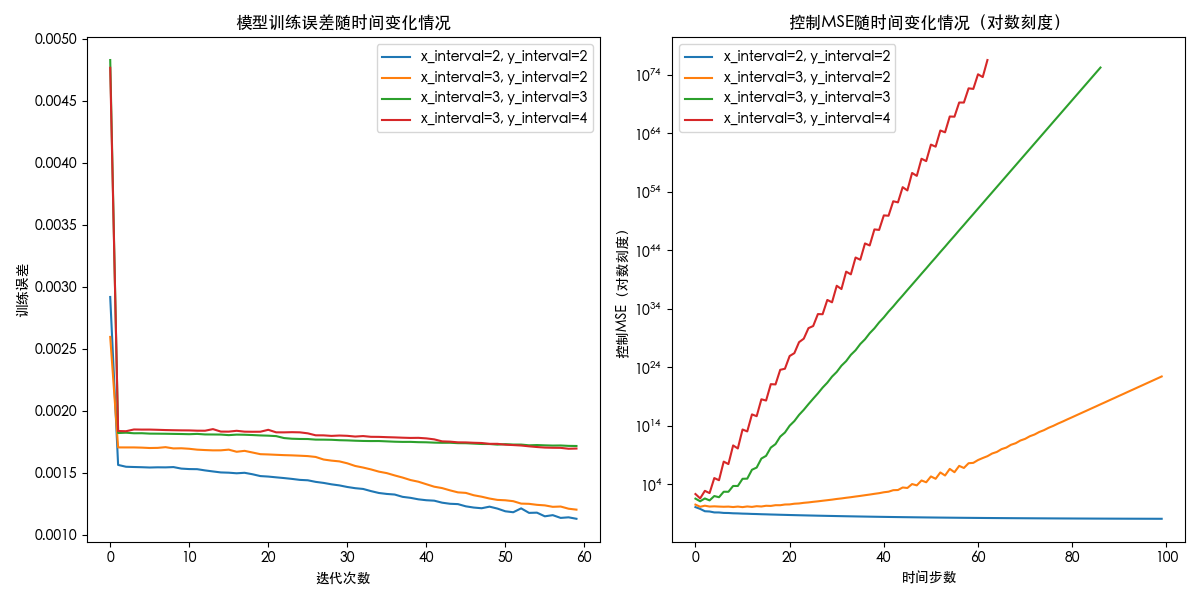 模型训练误差随时间变化情况
0.0050
0.0045
0.0040
0.0035
0.0030
0.0025
0.0020
0.0015
0.0010
训练误差
x_interval=2, y_interval=2
x_interval=3, y_interval=2
x_interval=3, y_interval=3
x_interval=3, y_interval=4
0 10 20 30 40 50 60
迭代次数
控制MSE随时间变化情况（对数刻度）
10⁷⁴
10⁶⁴
10⁵⁴
10⁴⁴
10³⁴
10²⁴
10¹⁴
10⁴
控制MSE（对数刻度）
x_interval=2, y_interval=2
x_interval=3, y_interval=2
x_interval=3, y_interval=3
x_interval=3, y_interval=4
0 20 40 60 80 100
时间步数